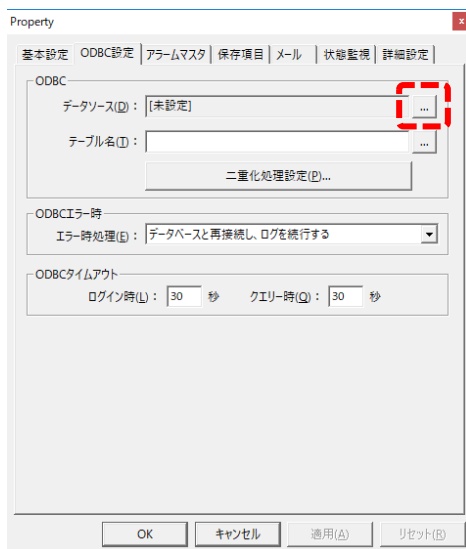 Property x
基本設定 ODBC設定 アラームマスタ 保存項目 メール 状態監視 詳細設定
ODBC
データソース(D)： [未設定] ...
テーブル名(T)： ...
二重化処理設定(P)...
ODBCエラー時
エラー時処理(E)： データベースと再接続し、ログを続行する
ODBCタイムアウト
ログイン時(L)： 30 秒 クエリー時(Q)： 30 秒
OK キャンセル 適用(A) リセット(R)